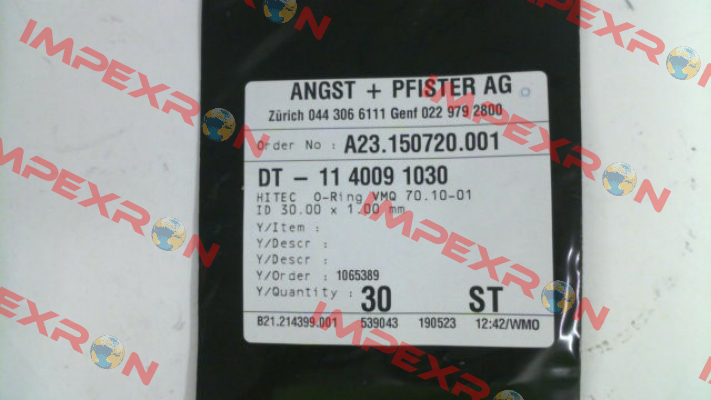 ANGST + PFISTER AG
Zürich 044 306 6111 Genf 022 979 2800
Order No : A23.150720.001
DT - 11 4009 1030
HITEC O-Ring VMQ 70.10-01
ID 30.00 x 1.00 mm
Y/Item :
Y/Descr :
Y/Descr :
Y/Order : 1065389
Y/Quantity : 30 ST
B21.214399.001 539043 190523 12:42/WMO
IMPEXRON
IMPEXRON
IMPEXRON
IMPEXRON
IMPEXRON